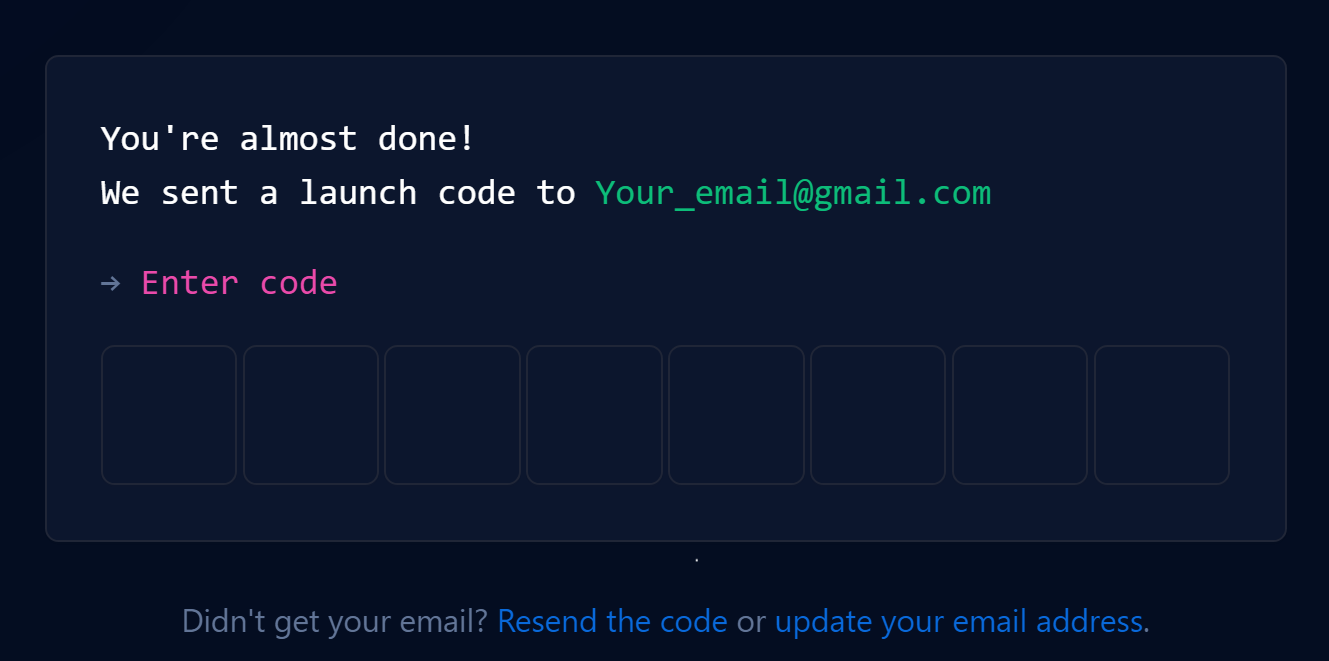 You're almost done!
We sent a launch code to Your_email@gmail.com
→ Enter code
Didn't get your email? Resend the code or update your email address.